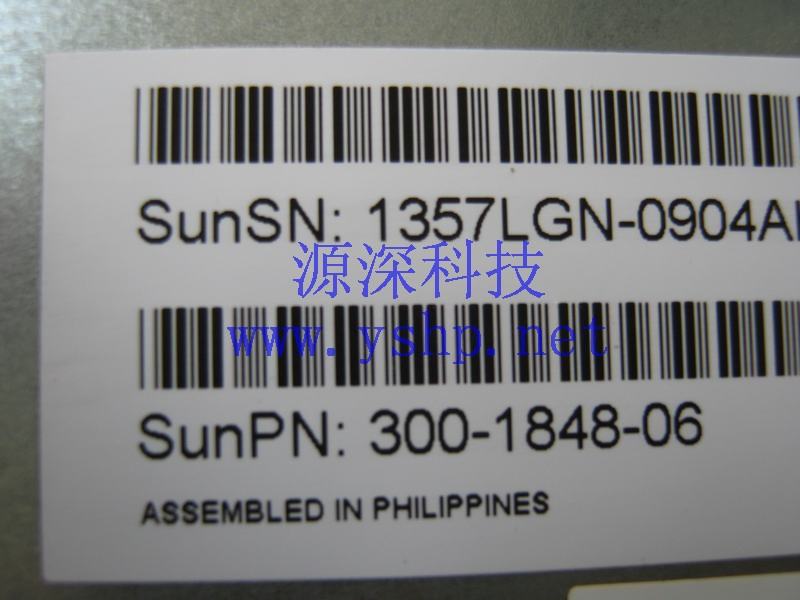 SunSN: 1357LGN-0904A
源深科技
www.yshp.net
SunPN: 300-1848-06
ASSEMBLED IN PHILIPPINES